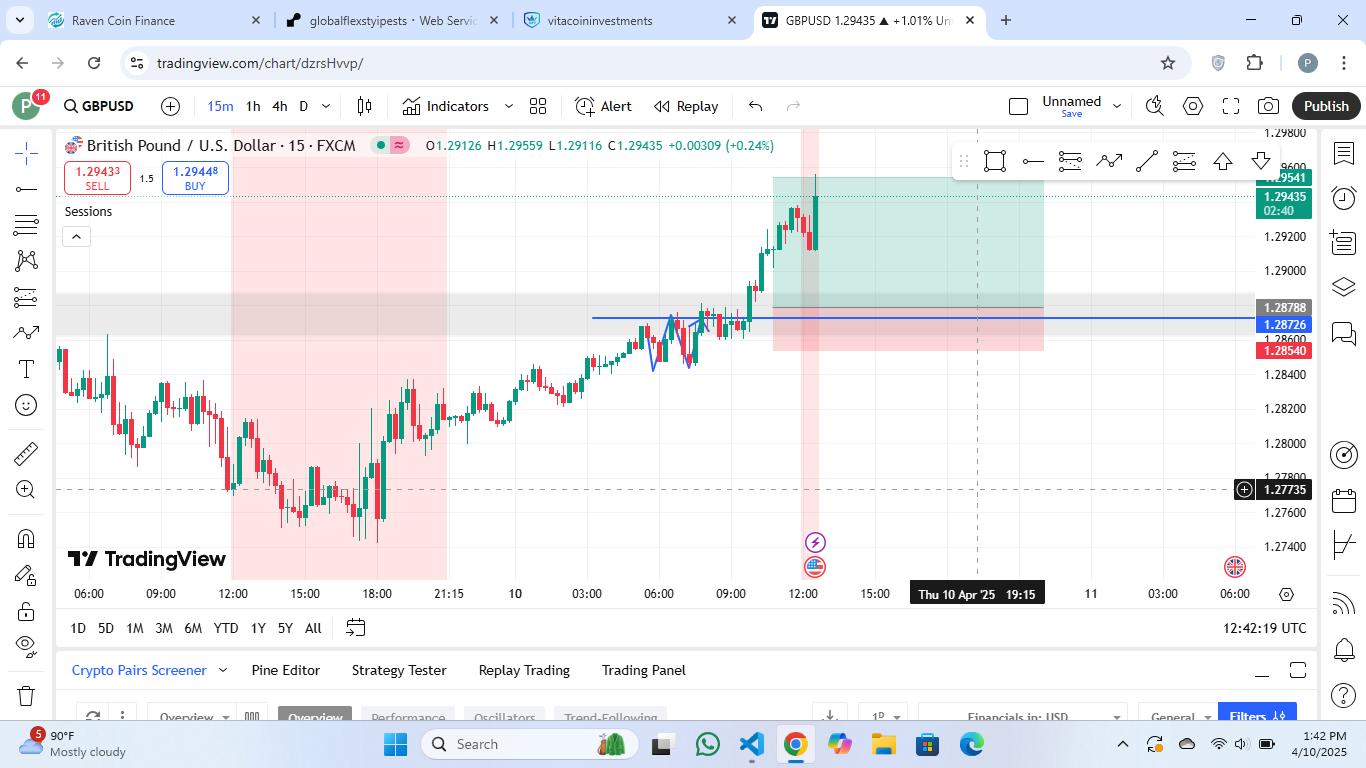 Raven Coin Finance
globalflexstyipests · Web Servic
vitacoininvestments
GBPUSD 1.29435 ▲ +1.01% Un
tradingview.com/chart/dzrsHvvp/
P
P
11
GBPUSD
15m 1h 4h D
Indicators
Alert
Replay
Unnamed
Save
Publish
British Pound / U.S. Dollar · 15 · FXCM
O1.29126 H1.29559 L1.29116 C1.29435 +0.00309 (+0.24%)
1.29433
SELL
1.5
1.29448
BUY
Sessions
1.29800
1.29541
1.29435
02:40
1.29200
1.29000
1.28788
1.28726
1.28540
1.28400
1.28200
1.28000
1.27735
1.27600
1.27400
TradingView
06:00 09:00 12:00 15:00 18:00 21:15 10 03:00 06:00 09:00 12:00 15:00 Thu 10 Apr '25 19:15 11 03:00 06:00
1D 5D 1M 3M 6M YTD 1Y 5Y All
12:42:19 UTC
Crypto Pairs Screener
Pine Editor
Strategy Tester
Replay Trading
Trading Panel
Overview
Overview
Performance
Oscillators
Trend-Following
1D
Financials in: USD
General
Filters
5
90°F
Mostly cloudy
Search
1:42 PM
4/10/2025